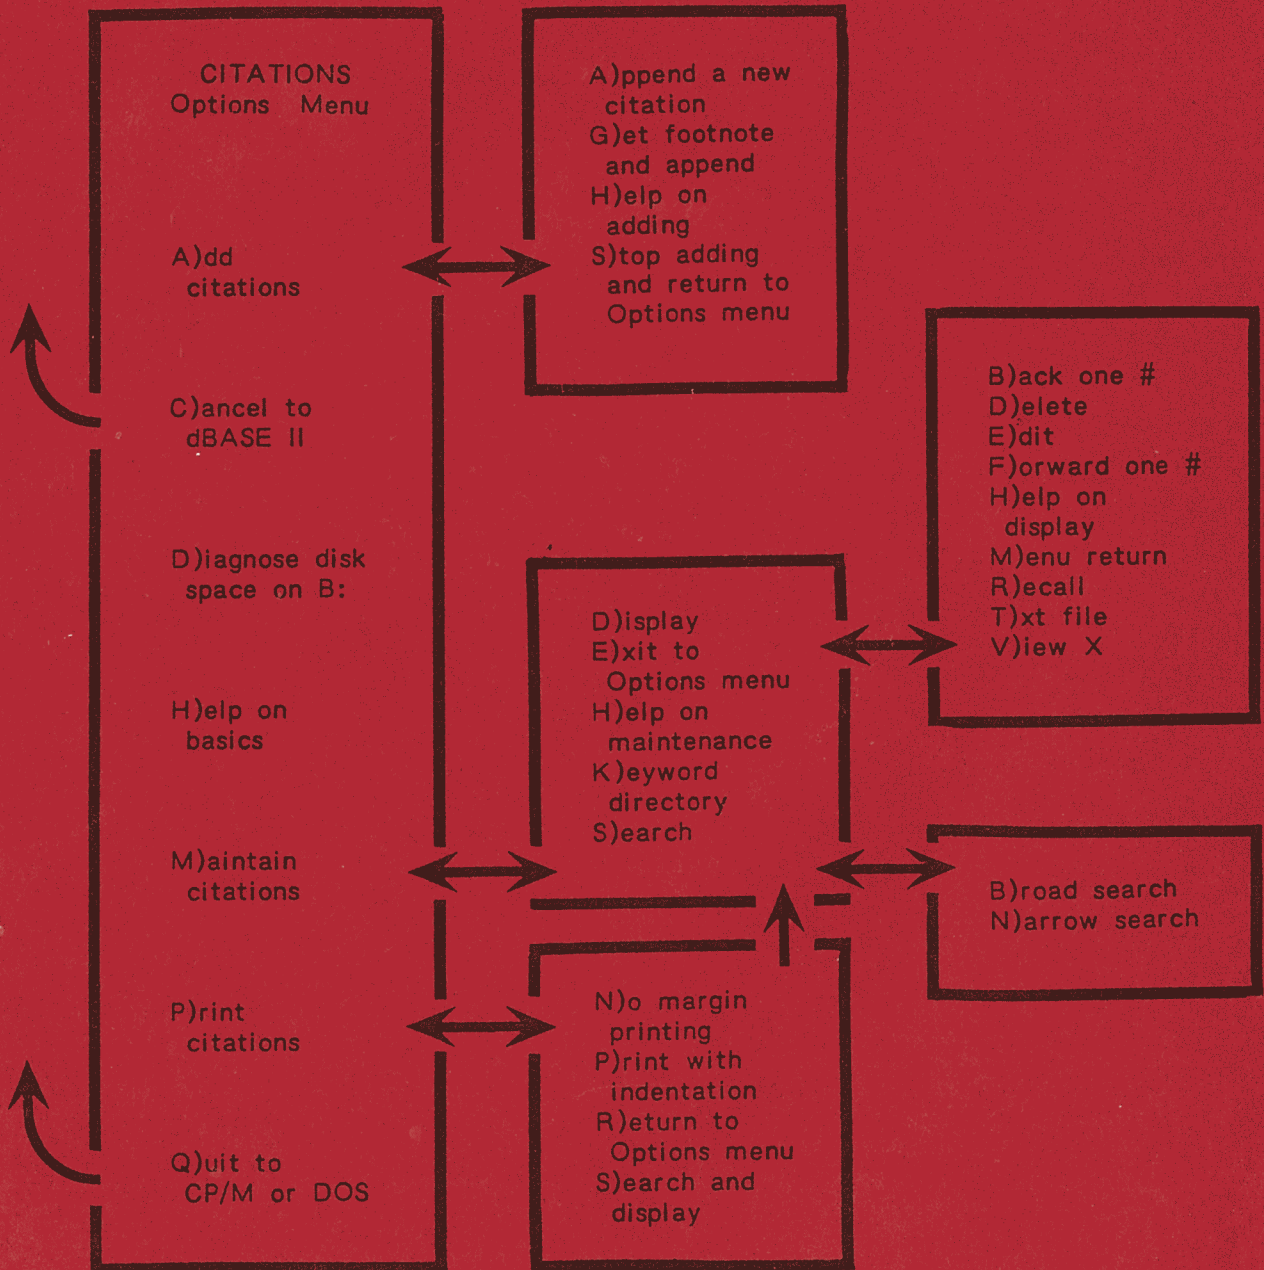 CITATIONS
Options Menu
A)dd
citations
C)ancel to
dBASE II
D)iagnose disk
space on B:
H)elp on
basics
M)aintain
citations
P)rint
citations
Q)uit to
CP/M or DOS
A)ppend a new
citation
G)et footnote
and append
H)elp on
adding
S)top adding
and return to
Options menu
D)isplay
E)xit to
Options menu
H)elp on
maintenance
K)eyword
directory
S)earch
N)o margin
printing
P)rint with
indentation
R)eturn to
Options menu
S)earch and
display
B)ack one #
D)elete
E)dit
F)orward one #
H)elp on
display
M)enu return
R)ecall
T)xt file
V)iew X
B)road search
N)arrow search